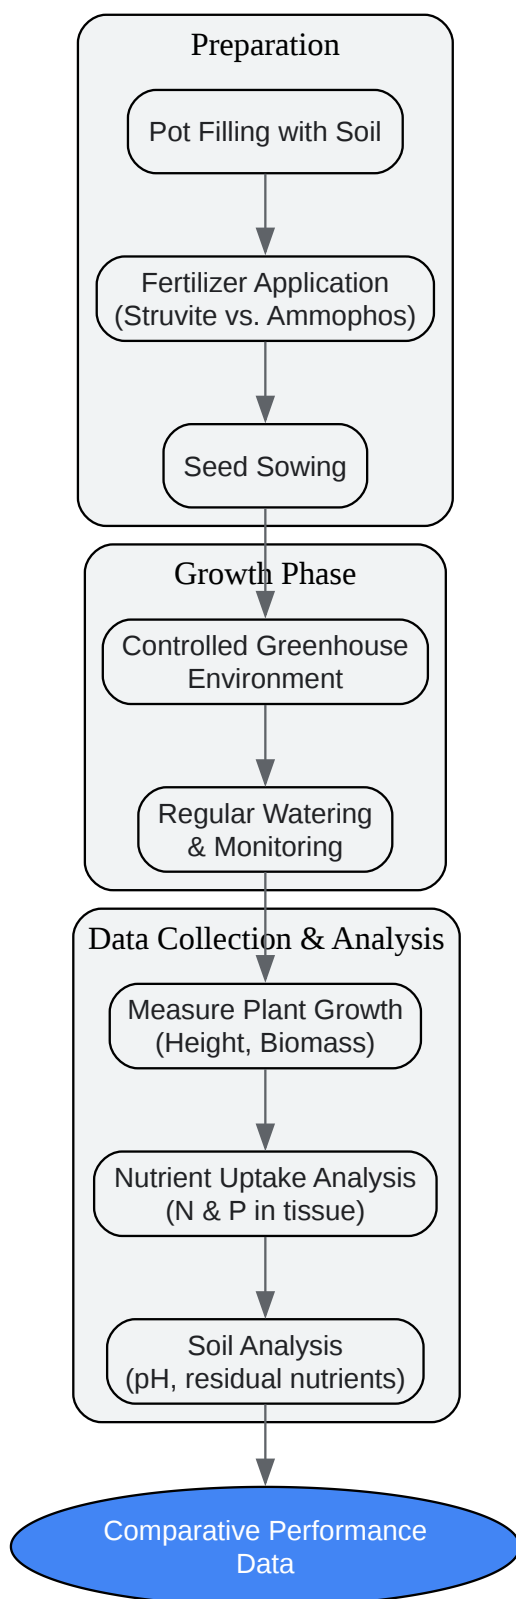 Preparation
Pot Filling with Soil
Fertilizer Application
(Struvite vs. Ammophos)
Seed Sowing
Growth Phase
Controlled Greenhouse
Environment
Regular Watering
& Monitoring
Data Collection & Analysis
Measure Plant Growth
(Height, Biomass)
Nutrient Uptake Analysis
(N & P in tissue)
Soil Analysis
(pH, residual nutrients)
Comparative Performance
Data